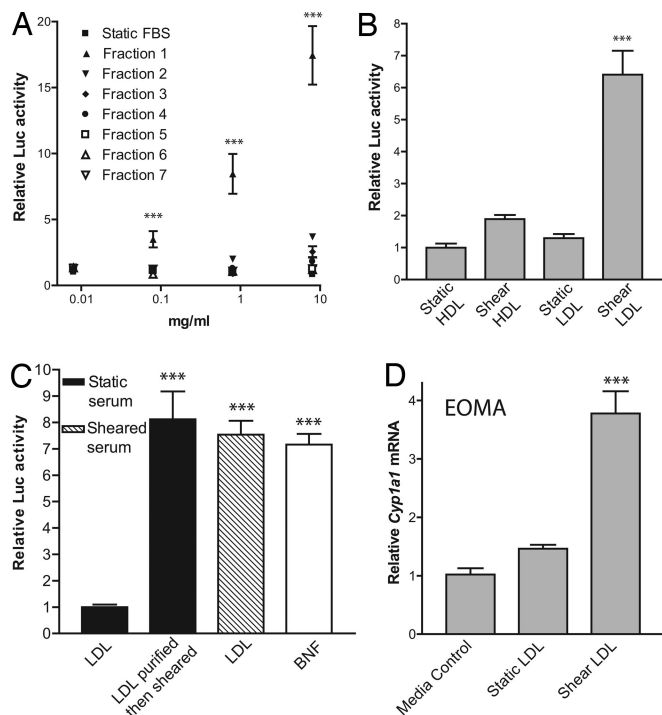 A
Relative Luc activity
20
15
10
5
0
Static FBS
Fraction 1
Fraction 2
Fraction 3
Fraction 4
Fraction 5
Fraction 6
Fraction 7
***
***
***
0.01
0.1
1
10
mg/ml
B
Relative Luc activity
8
7
6
5
4
3
2
1
0
***
Static
HDL
Shear
HDL
Static
LDL
Shear
LDL
C
Relative Luc activity
10
9
8
7
6
5
4
3
2
1
0
Static
serum
Sheared
serum
***
***
***
LDL
LDL purified
then sheared
LDL
BNF
D
EOMA
Relative Cyp1a1 mRNA
4
3
2
1
0
***
Media Control
Static LDL
Shear LDL